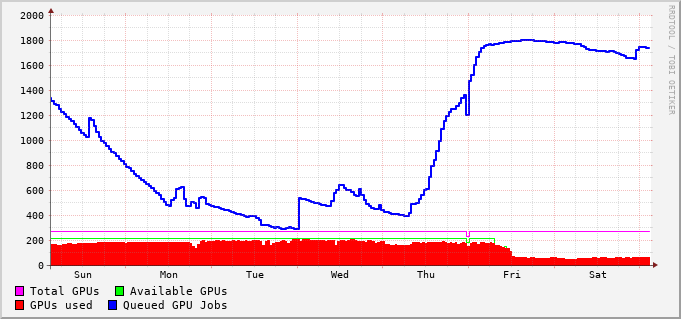 2000
1800
1600
1400
1200
1000
800
600
400
200
0
Sun Mon Tue Wed Thu Fri Sat
Total GPUs Available GPUs
GPUs used Queued GPU Jobs
RRDTOOL / TOBI OETIKER